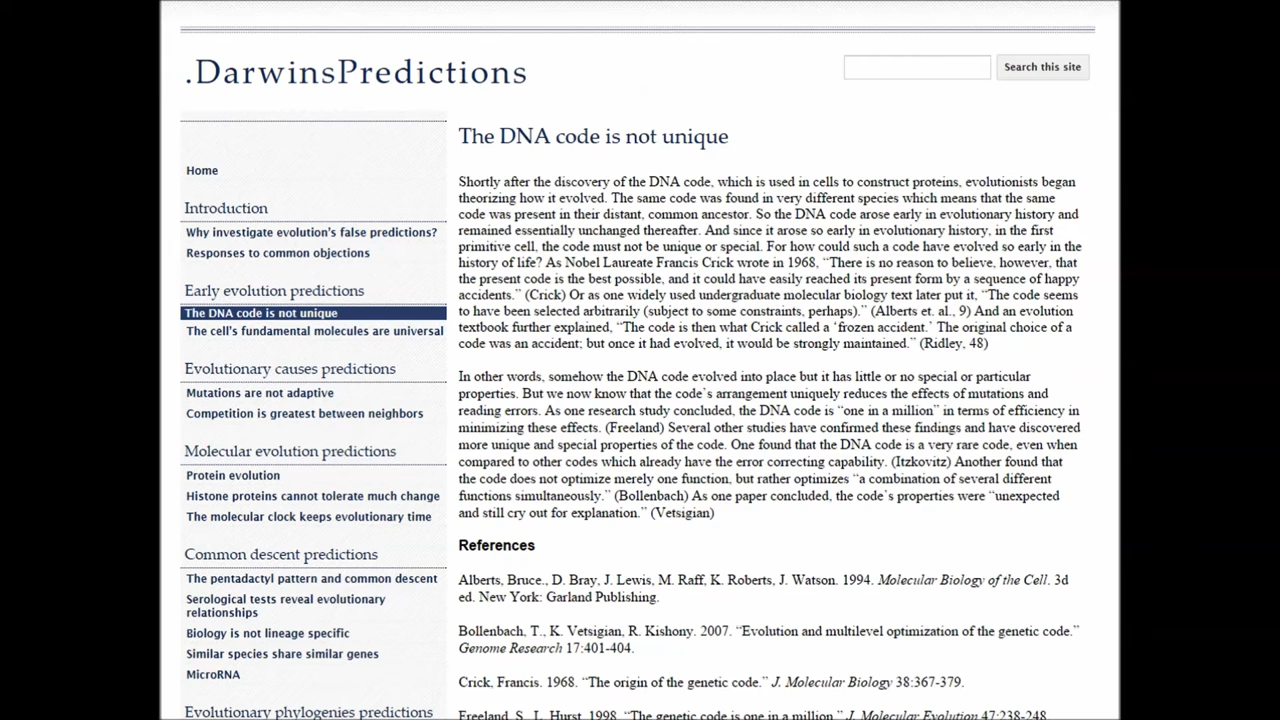 .DarwinsPredictions
Search this site
Home
Introduction
Why investigate evolution's false predictions?
Responses to common objections
Early evolution predictions
The DNA code is not unique
The cell's fundamental molecules are universal
Evolutionary causes predictions
Mutations are not adaptive
Competition is greatest between neighbors
Molecular evolution predictions
Protein evolution
Histone proteins cannot tolerate much change
The molecular clock keeps evolutionary time
Common descent predictions
The pentadactyl pattern and common descent
Serological tests reveal evolutionary
relationships
Biology is not lineage specific
Similar species share similar genes
MicroRNA
Evolutionary phylogenies predictions
The DNA code is not unique
Shortly after the discovery of the DNA code, which is used in cells to construct proteins, evolutionists began
theorizing how it evolved. The same code was found in very different species which means that the same
code was present in their distant, common ancestor. So the DNA code arose early in evolutionary history and
remained essentially unchanged thereafter. And since it arose so early in evolutionary history, in the first
primitive cell, the code must not be unique or special. For how could such a code have evolved so early in the
history of life? As Nobel Laureate Francis Crick wrote in 1968, “There is no reason to believe, however, that
the present code is the best possible, and it could have easily reached its present form by a sequence of happy
accidents.” (Crick) Or as one widely used undergraduate molecular biology text later put it, “The code seems
to have been selected arbitrarily (subject to some constraints, perhaps).” (Alberts et. al., 9) And an evolution
textbook further explained, “The code is then what Crick called a ‘frozen accident.’ The original choice of a
code was an accident; but once it had evolved, it would be strongly maintained.” (Ridley, 48)
In other words, somehow the DNA code evolved into place but it has little or no special or particular
properties. But we now know that the code’s arrangement uniquely reduces the effects of mutations and
reading errors. As one research study concluded, the DNA code is “one in a million” in terms of efficiency in
minimizing these effects. (Freeland) Several other studies have confirmed these findings and have discovered
more unique and special properties of the code. One found that the DNA code is a very rare code, even when
compared to other codes which already have the error correcting capability. (Itzkovitz) Another found that
the code does not optimize merely one function, but rather optimizes “a combination of several different
functions simultaneously.” (Bollenbach) As one paper concluded, the code’s properties were “unexpected
and still cry out for explanation.” (Vetsigian)
References
Alberts, Bruce., D. Bray, J. Lewis, M. Raff, K. Roberts, J. Watson. 1994. Molecular Biology of the Cell. 3d
ed. New York: Garland Publishing.
Bollenbach, T., K. Vetsigian, R. Kishony. 2007. “Evolution and multilevel optimization of the genetic code.”
Genome Research 17:401-404.
Crick, Francis. 1968. “The origin of the genetic code.” J. Molecular Biology 38:367-379.
Freeland, S., L. Hurst. 1998. “The genetic code is one in a million.” J. Molecular Evolution 47:238-248.